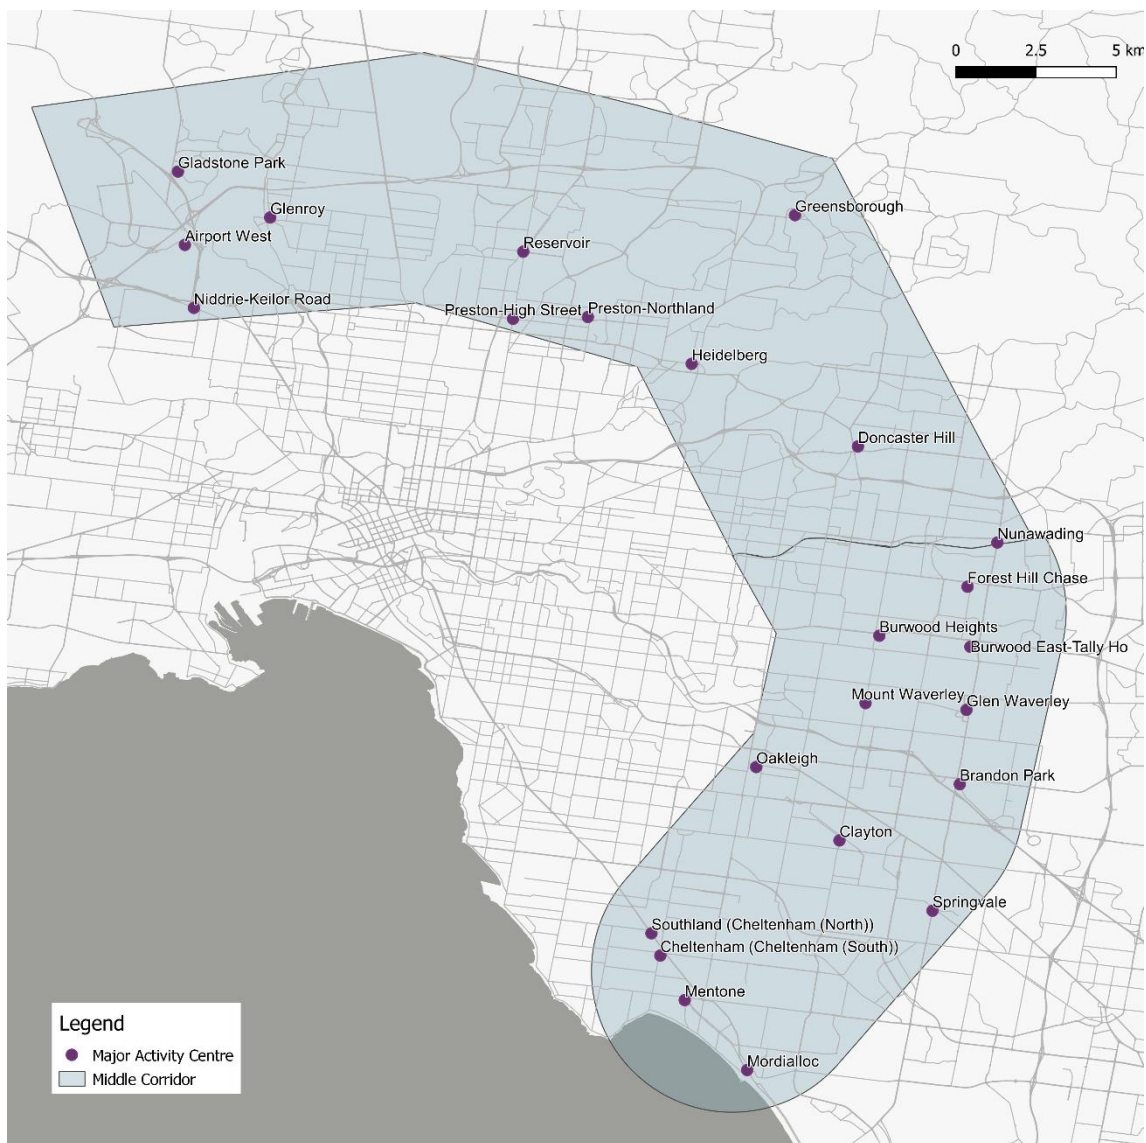 0 2.5 5 km
Gladstone Park
Glenroy
Greensborough
Airport West
Reservoir
Niddrie-Keilor Road
Preston-High Street
Preston-Northland
Heidelberg
Doncaster Hill
Nunawading
Forest Hill Chase
Burwood Heights
Burwood East-Tally Ho
Mount Waverley
Glen Waverley
Oakleigh
Brandon Park
Clayton
Springvale
Southland (Cheltenham (North))
Cheltenham (Cheltenham (South))
Mentone
Mordialloc
Legend
Major Activity Centre
Middle Corridor